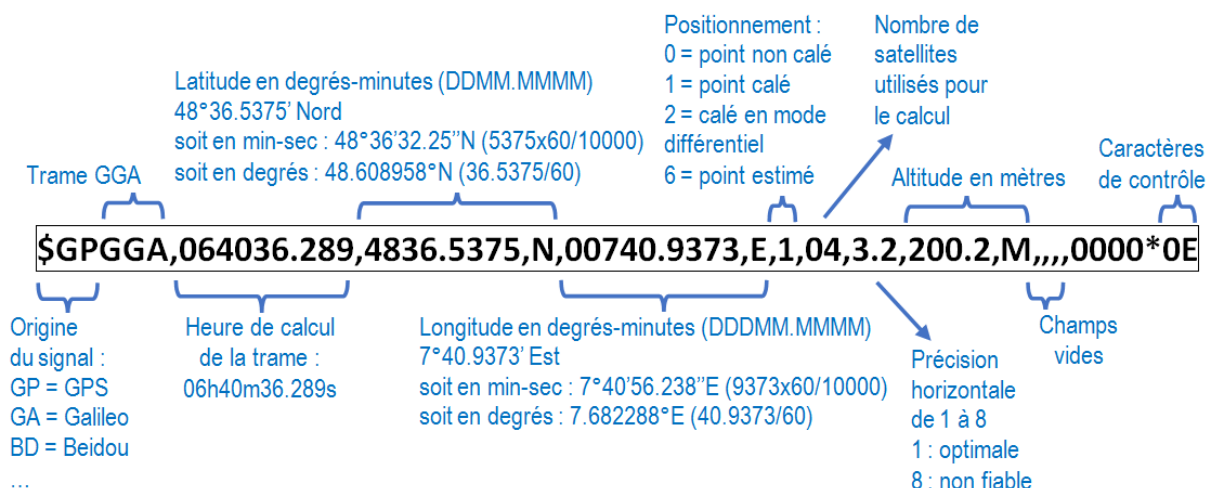 Positionnement :
0 = point non calé
1 = point calé
2 = calé en mode
différentiel
6 = point estimé
Nombre de
satellites
utilisés pour
le calcul
Latitude en degrés-minutes (DDMM.MMMM)
48°36.5375' Nord
soit en min-sec : 48°36'32.25’’N (5375x60/10000)
soit en degrés : 48.608958°N (36.5375/60)
Trame GGA
Altitude en mètres
Caractères
de contrôle
$GPGGA,064036.289,4836.5375,N,00740.9373,E,1,04,3.2,200.2,M,,,,0000*0E
Origine
du signal :
GP = GPS
GA = Galileo
BD = Beidou
…
Heure de calcul
de la trame :
06h40m36.289s
Longitude en degrés-minutes (DDDMM.MMMM)
7°40.9373’ Est
soit en min-sec : 7°40’56.238’’E (9373x60/10000)
soit en degrés : 7.682288°E (40.9373/60)
Précision
horizontale
de 1 à 8
1 : optimale
8 : non fiable
Champs
vides